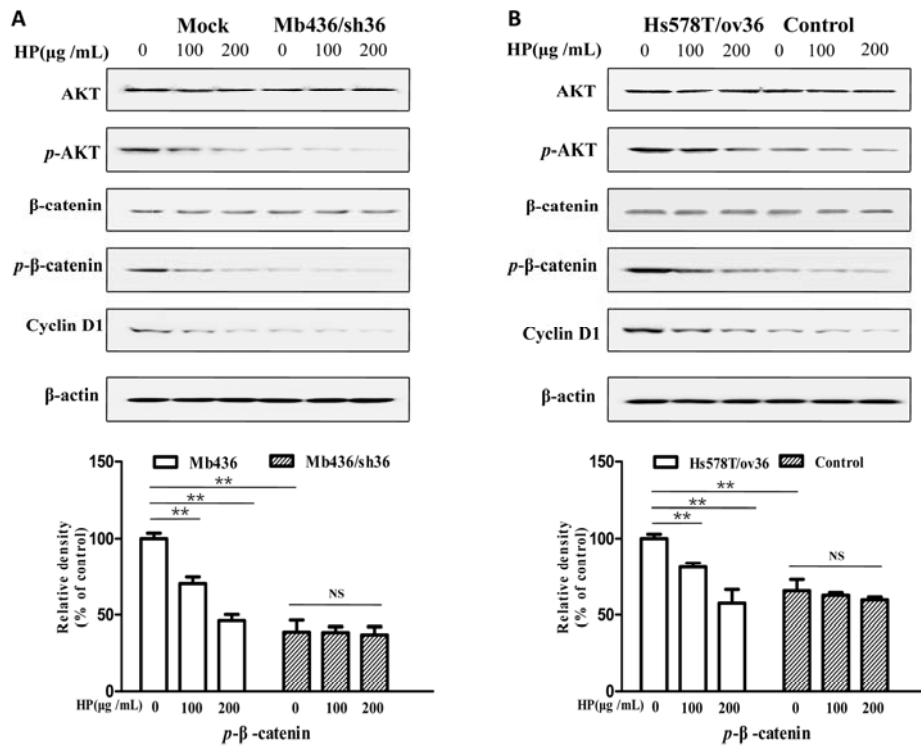 A
Mock Mb436/sh36
HP(μg /mL) 0 100 200 0 100 200
AKT
p-AKT
β-catenin
p-β-catenin
Cyclin D1
β-actin
150
100
50
0
Relative density
(% of control)
Mb436 Mb436/sh36
**
**
**
NS
HP(μg /mL) 0 100 200 0 100 200
p-β -catenin
B
Hs578T/ov36 Control
HP(μg /mL) 0 100 200 0 100 200
AKT
p-AKT
β-catenin
p-β-catenin
Cyclin D1
β-actin
150
100
50
0
Relative density
(% of control)
Hs578T/ov36 Control
**
**
**
NS
HP(μg /mL) 0 100 200 0 100 200
p-β -catenin